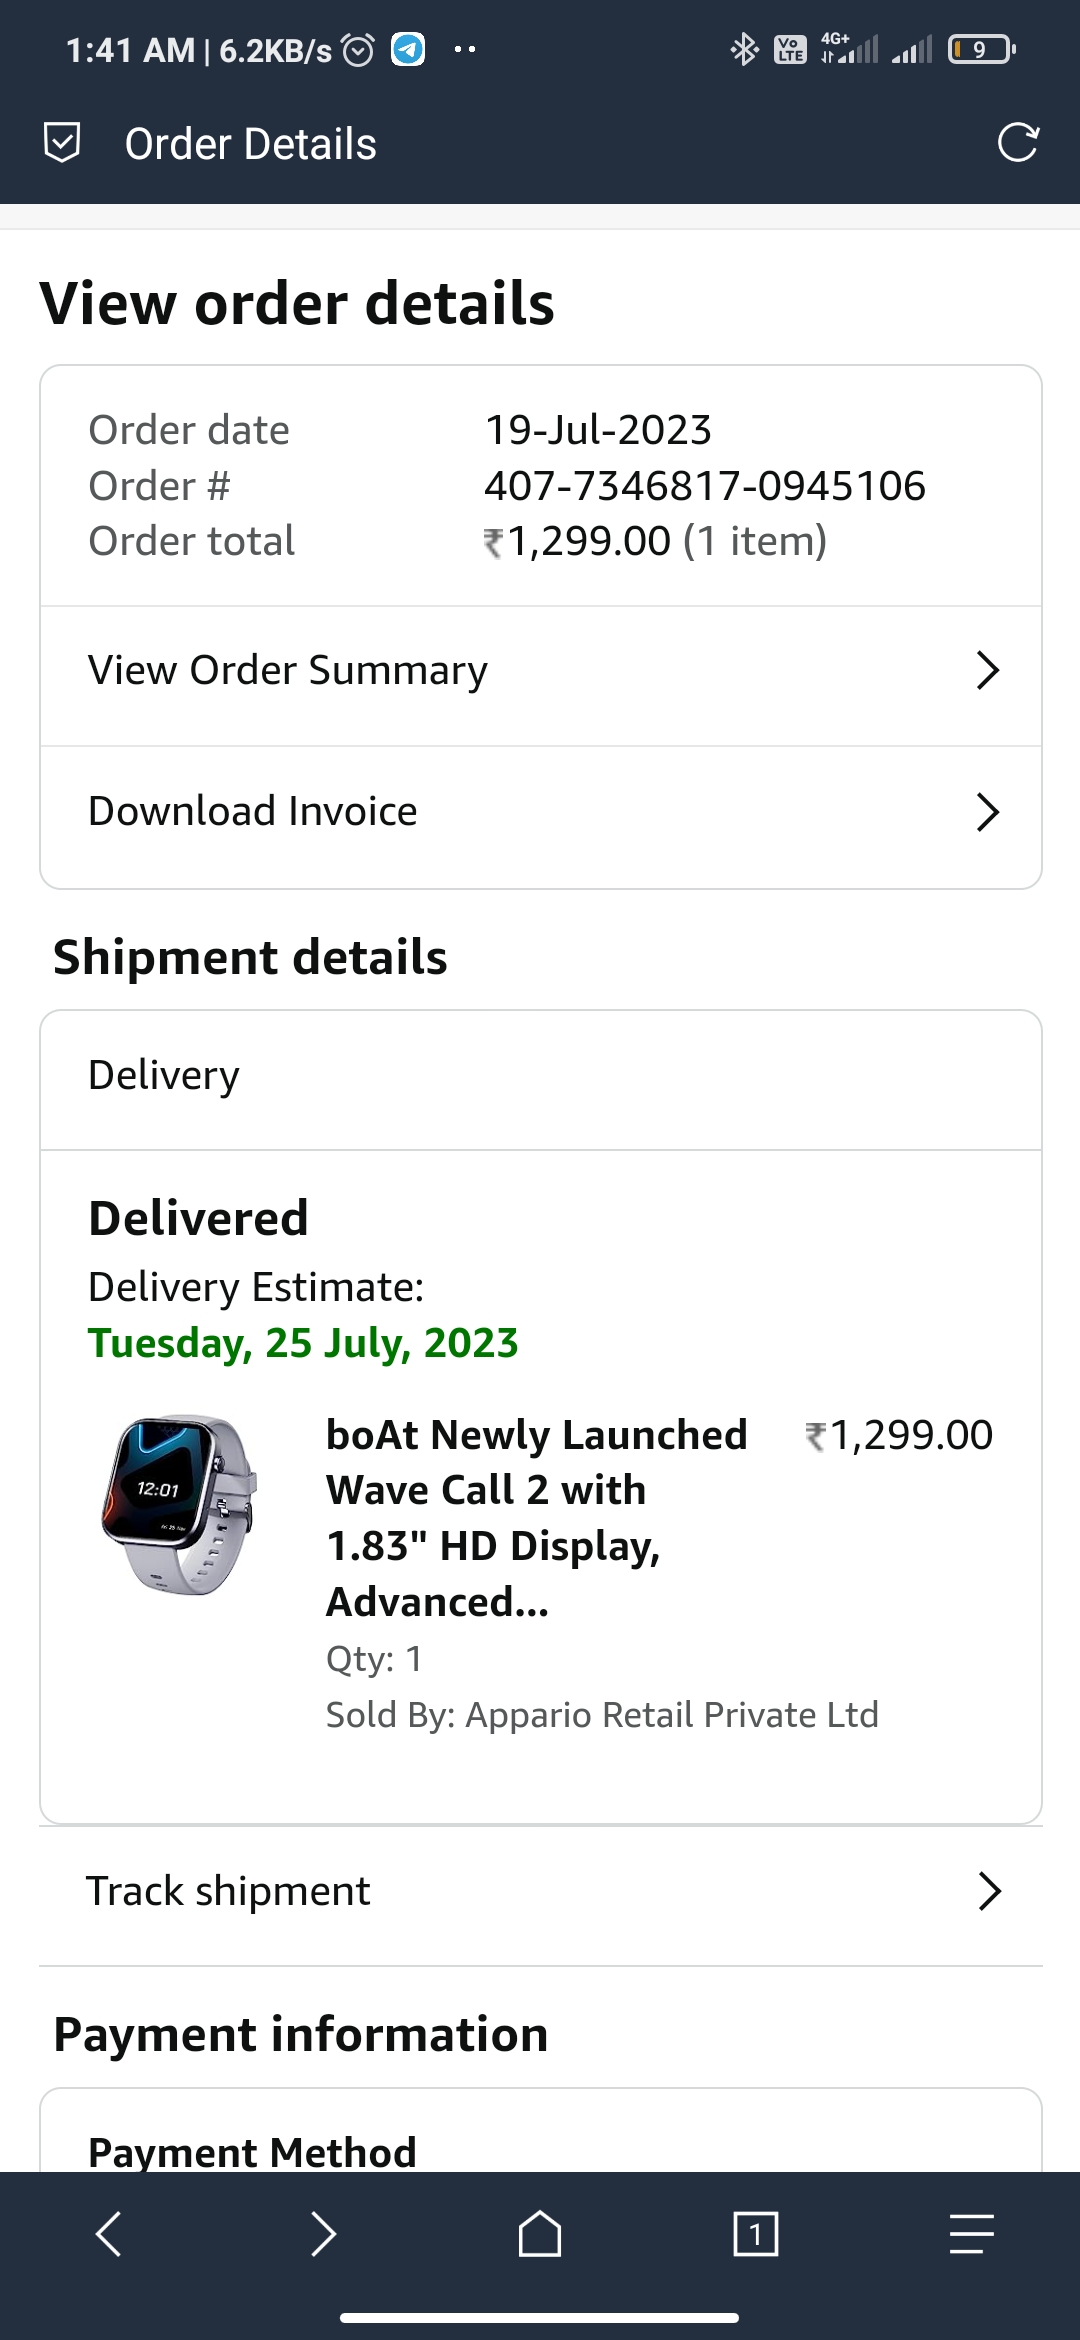 1:41 AM | 6.2KB/s
Vo LTE
4G+
9
Order Details
View order details
Order date 19-Jul-2023
Order # 407-7346817-0945106
Order total ₹1,299.00 (1 item)
View Order Summary
Download Invoice
Shipment details
Delivery
Delivered
Delivery Estimate:
Tuesday, 25 July, 2023
12:01
boAt Newly Launched ₹1,299.00
Wave Call 2 with
1.83" HD Display,
Advanced...
Qty: 1
Sold By: Appario Retail Private Ltd
Track shipment
Payment information
Payment Method
1